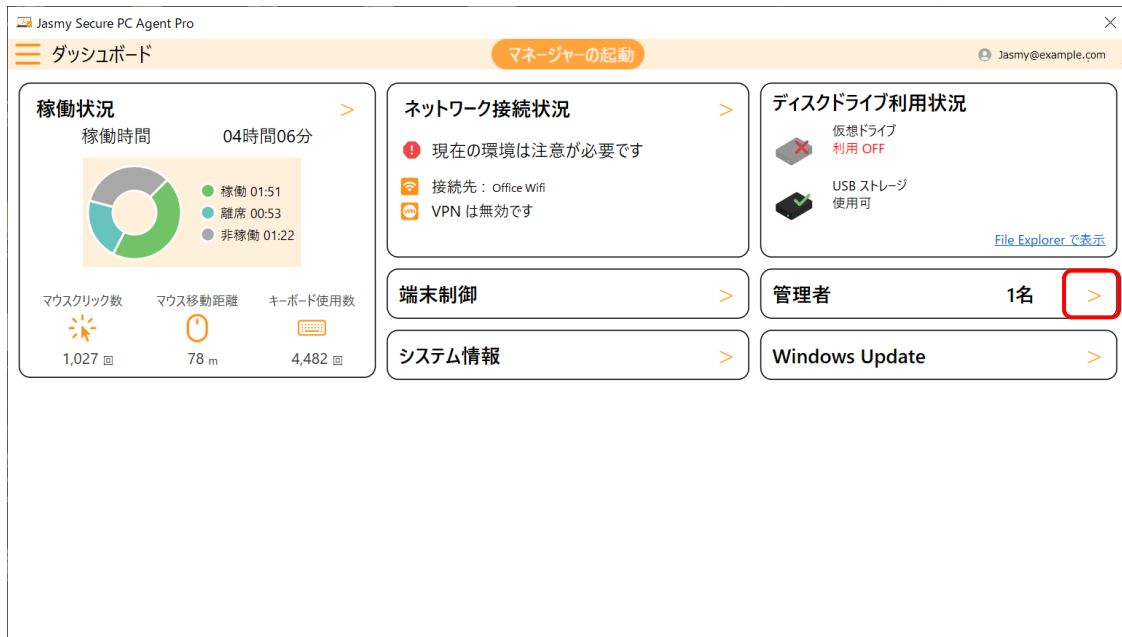 Jasmy Secure PC Agent Pro
ダッシュボード
マネージャーの起動
Jasmy@example.com
稼働状況 >
稼働時間 04時間06分
稼働 01:51
離席 00:53
非稼働 01:22
マウスクリック数 マウス移動距離 キーボード使用数
1,027 回 78 m 4,482 回
ネットワーク接続状況 >
現在の環境は注意が必要です
接続先 : Office Wifi
VPN VPN は無効です
ディスクドライブ利用状況
仮想ドライブ
利用 OFF
USB ストレージ
使用可
File Explorer で表示
端末制御 >
管理者 1名 >
システム情報 >
Windows Update >